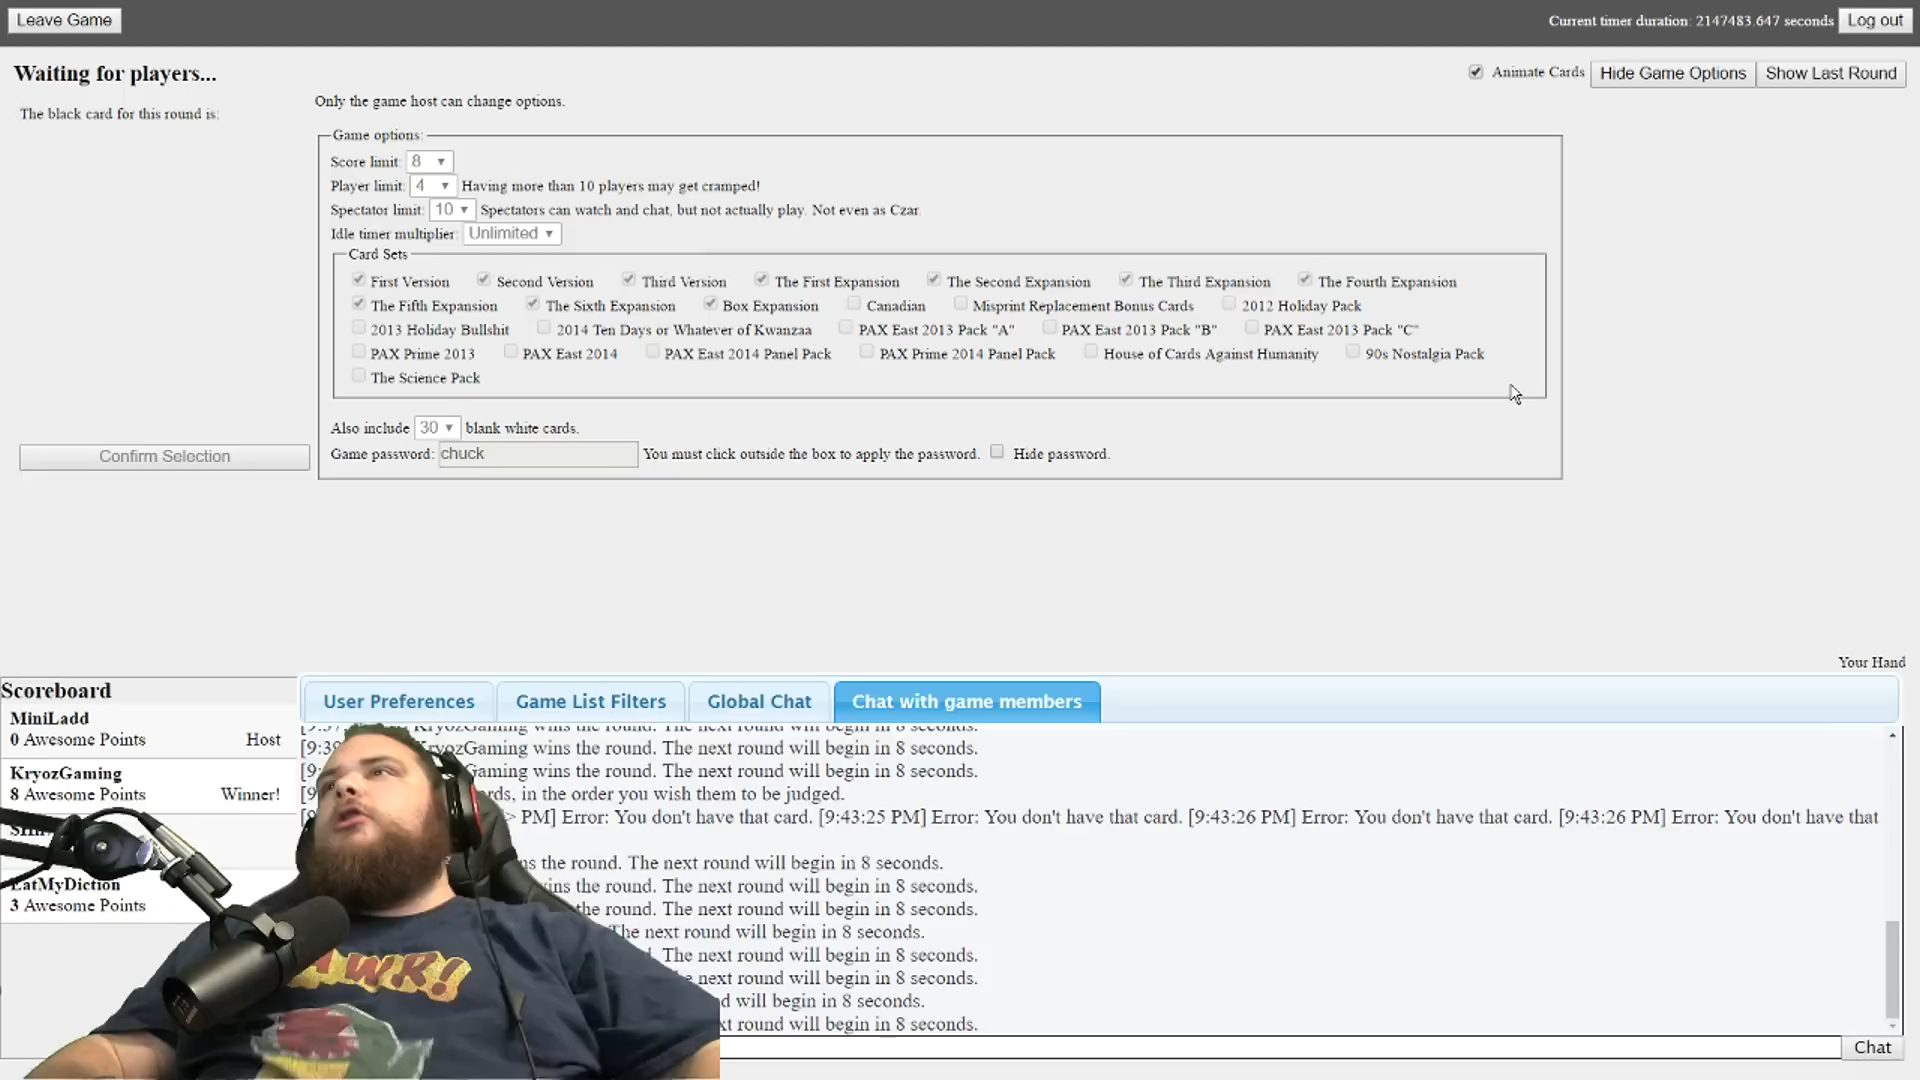 Leave Game
Current timer duration: 2147483.647 seconds
Log out
Waiting for players...
Animate Cards
Hide Game Options
Show Last Round
The black card for this round is:
Only the game host can change options.
Game options:
Score limit: 8
Player limit: 4 Having more than 10 players may get cramped!
Spectator limit: 10 Spectators can watch and chat, but not actually play. Not even as Czar.
Idle timer multiplier: Unlimited
Card Sets
First Version Second Version Third Version The First Expansion The Second Expansion The Third Expansion The Fourth Expansion
The Fifth Expansion The Sixth Expansion Box Expansion Canadian Misprint Replacement Bonus Cards 2012 Holiday Pack
2013 Holiday Bullshit 2014 Ten Days or Whatever of Kwanzaa PAX East 2013 Pack "A" PAX East 2013 Pack "B" PAX East 2013 Pack "C"
PAX Prime 2013 PAX East 2014 PAX East 2014 Panel Pack PAX Prime 2014 Panel Pack House of Cards Against Humanity 90s Nostalgia Pack
The Science Pack
Also include 30 blank white cards.
Game password: chuck You must click outside the box to apply the password. Hide password.
Confirm Selection
Your Hand
Scoreboard
MiniLadd
0 Awesome Points Host
KryozGaming
8 Awesome Points Winner!
EatMyDiction
3 Awesome Points
User Preferences
Game List Filters
Global Chat
Chat with game members
KryozGaming wins the round. The next round will begin in 8 seconds.
KryozGaming wins the round. The next round will begin in 8 seconds.
wins the round. The next round will begin in 8 seconds.
in the order you wish them to be judged.
PM] Error: You don't have that card. [9:43:25 PM] Error: You don't have that card. [9:43:26 PM] Error: You don't have that card. [9:43:26 PM] Error: You don't have that
the round. The next round will begin in 8 seconds.
the round. The next round will begin in 8 seconds.
the round. The next round will begin in 8 seconds.
The next round will begin in 8 seconds.
The next round will begin in 8 seconds.
next round will begin in 8 seconds.
will begin in 8 seconds.
round will begin in 8 seconds.
Chat